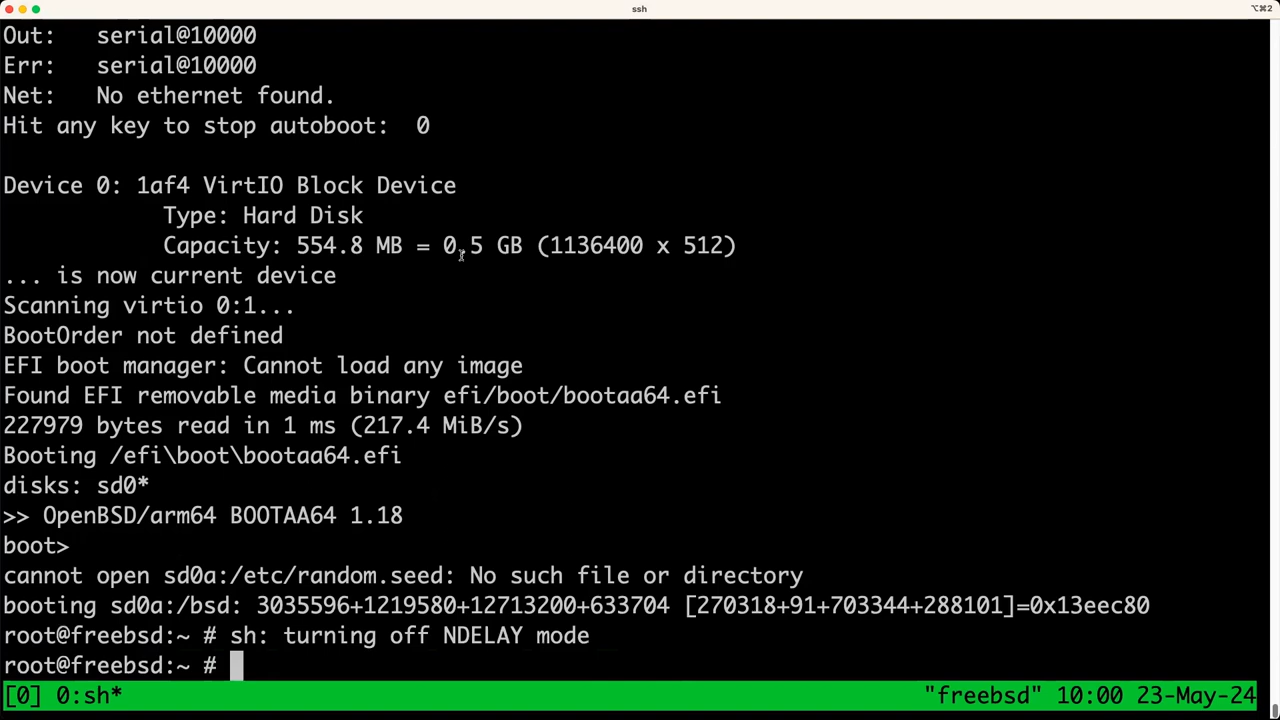 ssh
⌥⌘2
Out:   serial@10000
Err:   serial@10000
Net:   No ethernet found.
Hit any key to stop autoboot:  0
Device 0: 1af4 VirtIO Block Device
            Type: Hard Disk
            Capacity: 554.8 MB = 0.5 GB (1136400 x 512)
... is now current device
Scanning virtio 0:1...
BootOrder not defined
EFI boot manager: Cannot load any image
Found EFI removable media binary efi/boot/bootaa64.efi
227979 bytes read in 1 ms (217.4 MiB/s)
Booting /efi\boot\bootaa64.efi
disks: sd0*
>> OpenBSD/arm64 BOOTAA64 1.18
boot>
cannot open sd0a:/etc/random.seed: No such file or directory
booting sd0a:/bsd: 3035596+1219580+12713200+633704 [270318+91+703344+288101]=0x13eec80
root@freebsd:~ # sh: turning off NDELAY mode
root@freebsd:~ #
[0] 0:sh* "freebsd" 10:00 23-May-24